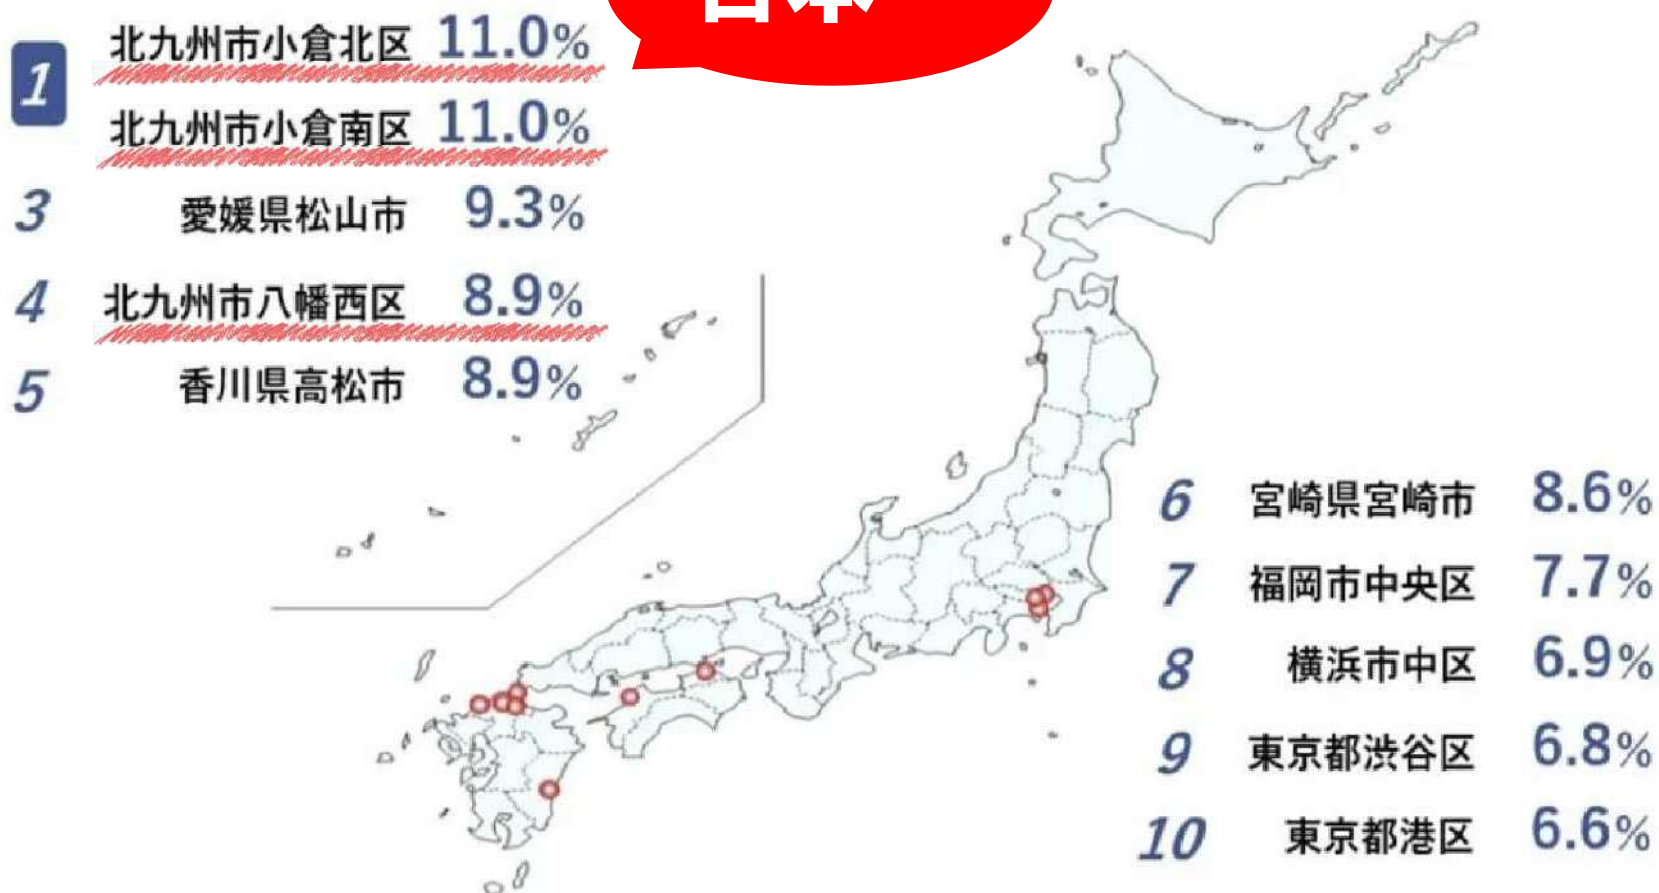 日本
1
北九州市小倉北区 11.0%
北九州市小倉南区 11.0%
3 愛媛県松山市 9.3%
4 北九州市八幡西区 8.9%
5 香川県高松市 8.9%
6 宮崎県宮崎市 8.6%
7 福岡市中央区 7.7%
8 横浜市中区 6.9%
9 東京都渋谷区 6.8%
10 東京都港区 6.6%